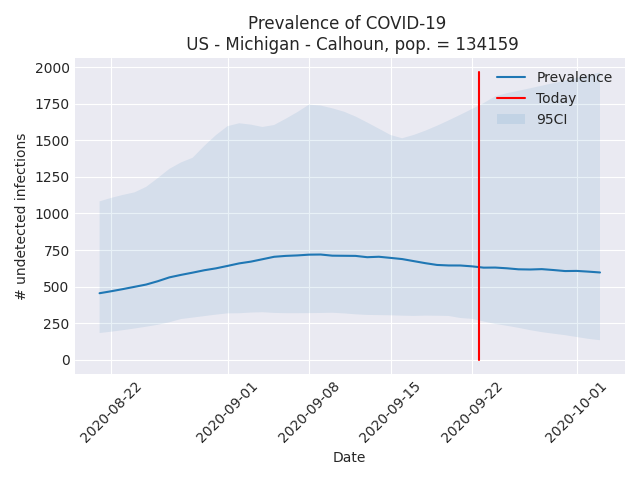 Prevalence of COVID-19
US - Michigan - Calhoun, pop. = 134159
2000
1750
1500
1250
1000
750
500
250
0
# undetected infections
Prevalence
Today
95CI
2020-08-22
2020-09-01
2020-09-08
2020-09-15
2020-09-22
2020-10-01
Date